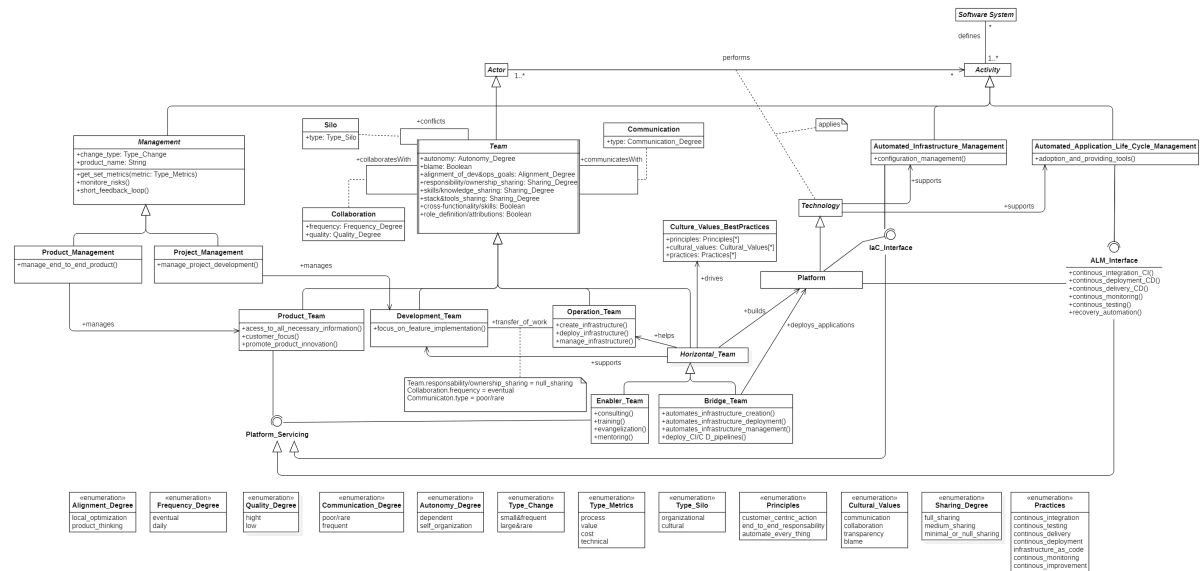 Software System
*
defines
1..*
performs
Actor
1..*
*
Activity
Silo
+type: Type_Silo
+conflicts
Communication
+type: Communication_Degree
applies
Management
+change_type: Type_Change
+product_name: String
+get_set_metrics(metric: Type_Metrics)
+monitore_risks()
+short_feedback_loop()
+collaboratesWith
Team
+autonomy: Autonomy_Degree
+blame: Boolean
+alignment_of_dev&ops_goals: Alignment_Degree
+responsibility/ownership_sharing: Sharing_Degree
+skills/knowledge_sharing: Sharing_Degree
+stack&tools_sharing: Sharing_Degree
+cross-functionality/skills: Boolean
+role_definition/attributions: Boolean
+communicatesWith
Automated_Infrastructure_Management
+configuration_management()
Automated_Application_Life_Cycle_Management
+adoption_and_providing_tools()
+supports
+supports
Technology
Collaboration
+frequency: Frequency_Degree
+quality: Quality_Degree
Culture_Values_BestPractices
+principles: Principles[*]
+cultural_values: Cultural_Values[*]
+practices: Practices[*]
IaC_Interface
Product_Management
+manage_end_to_end_product()
Project_Management
+manage_project_development()
+manages
+drives
Platform
ALM_Interface
+continous_integration_CI()
+continous_deployment_CD()
+continous_delivery_CD()
+continous_monitoring()
+continous_testing()
+recovery_automation()
+manages
Product_Team
+acess_to_all_necessary_information()
+customer_focus()
+promote_product_innovation()
Development_Team
+focus_on_feature_implementation()
+transfer_of_work
Operation_Team
+create_infrastructure()
+deploy_infrastructure()
+manage_infrastructure()
+builds
+deploys_applications
+helps
Horizontal_Team
+supports
Team.responsability/ownership_sharing = null_sharing
Collaboration.frequency = eventual
Communicaton.type = poor/rare
Enabler_Team
+consulting()
+training()
+evangelization()
+mentoring()
Bridge_Team
+automates_infrastructure_creation()
+automates_infrastructure_deployment()
+automates_infrastructure_management()
+deploy_CI/C D_pipelines()
Platform_Servicing
«enumeration»
Alignment_Degree
local_optimization
product_thinking
«enumeration»
Frequency_Degree
eventual
daily
«enumeration»
Quality_Degree
hight
low
«enumeration»
Communication_Degree
poor/rare
frequent
«enumeration»
Autonomy_Degree
dependent
self_organization
«enumeration»
Type_Change
small&frequent
large&rare
«enumeration»
Type_Metrics
process
value
cost
technical
«enumeration»
Type_Silo
organizational
cultural
«enumeration»
Principles
customer_centric_action
end_to_end_responsability
automate_every_thing
«enumeration»
Cultural_Values
communication
collaboration
transparency
blame
«enumeration»
Sharing_Degree
full_sharing
medium_sharing
minimal_or_null_sharing
«enumeration»
Practices
continous_integration
continous_testing
continous_delivery
continous_deployment
infrastructure_as_code
continous_monitoring
continous_improvement